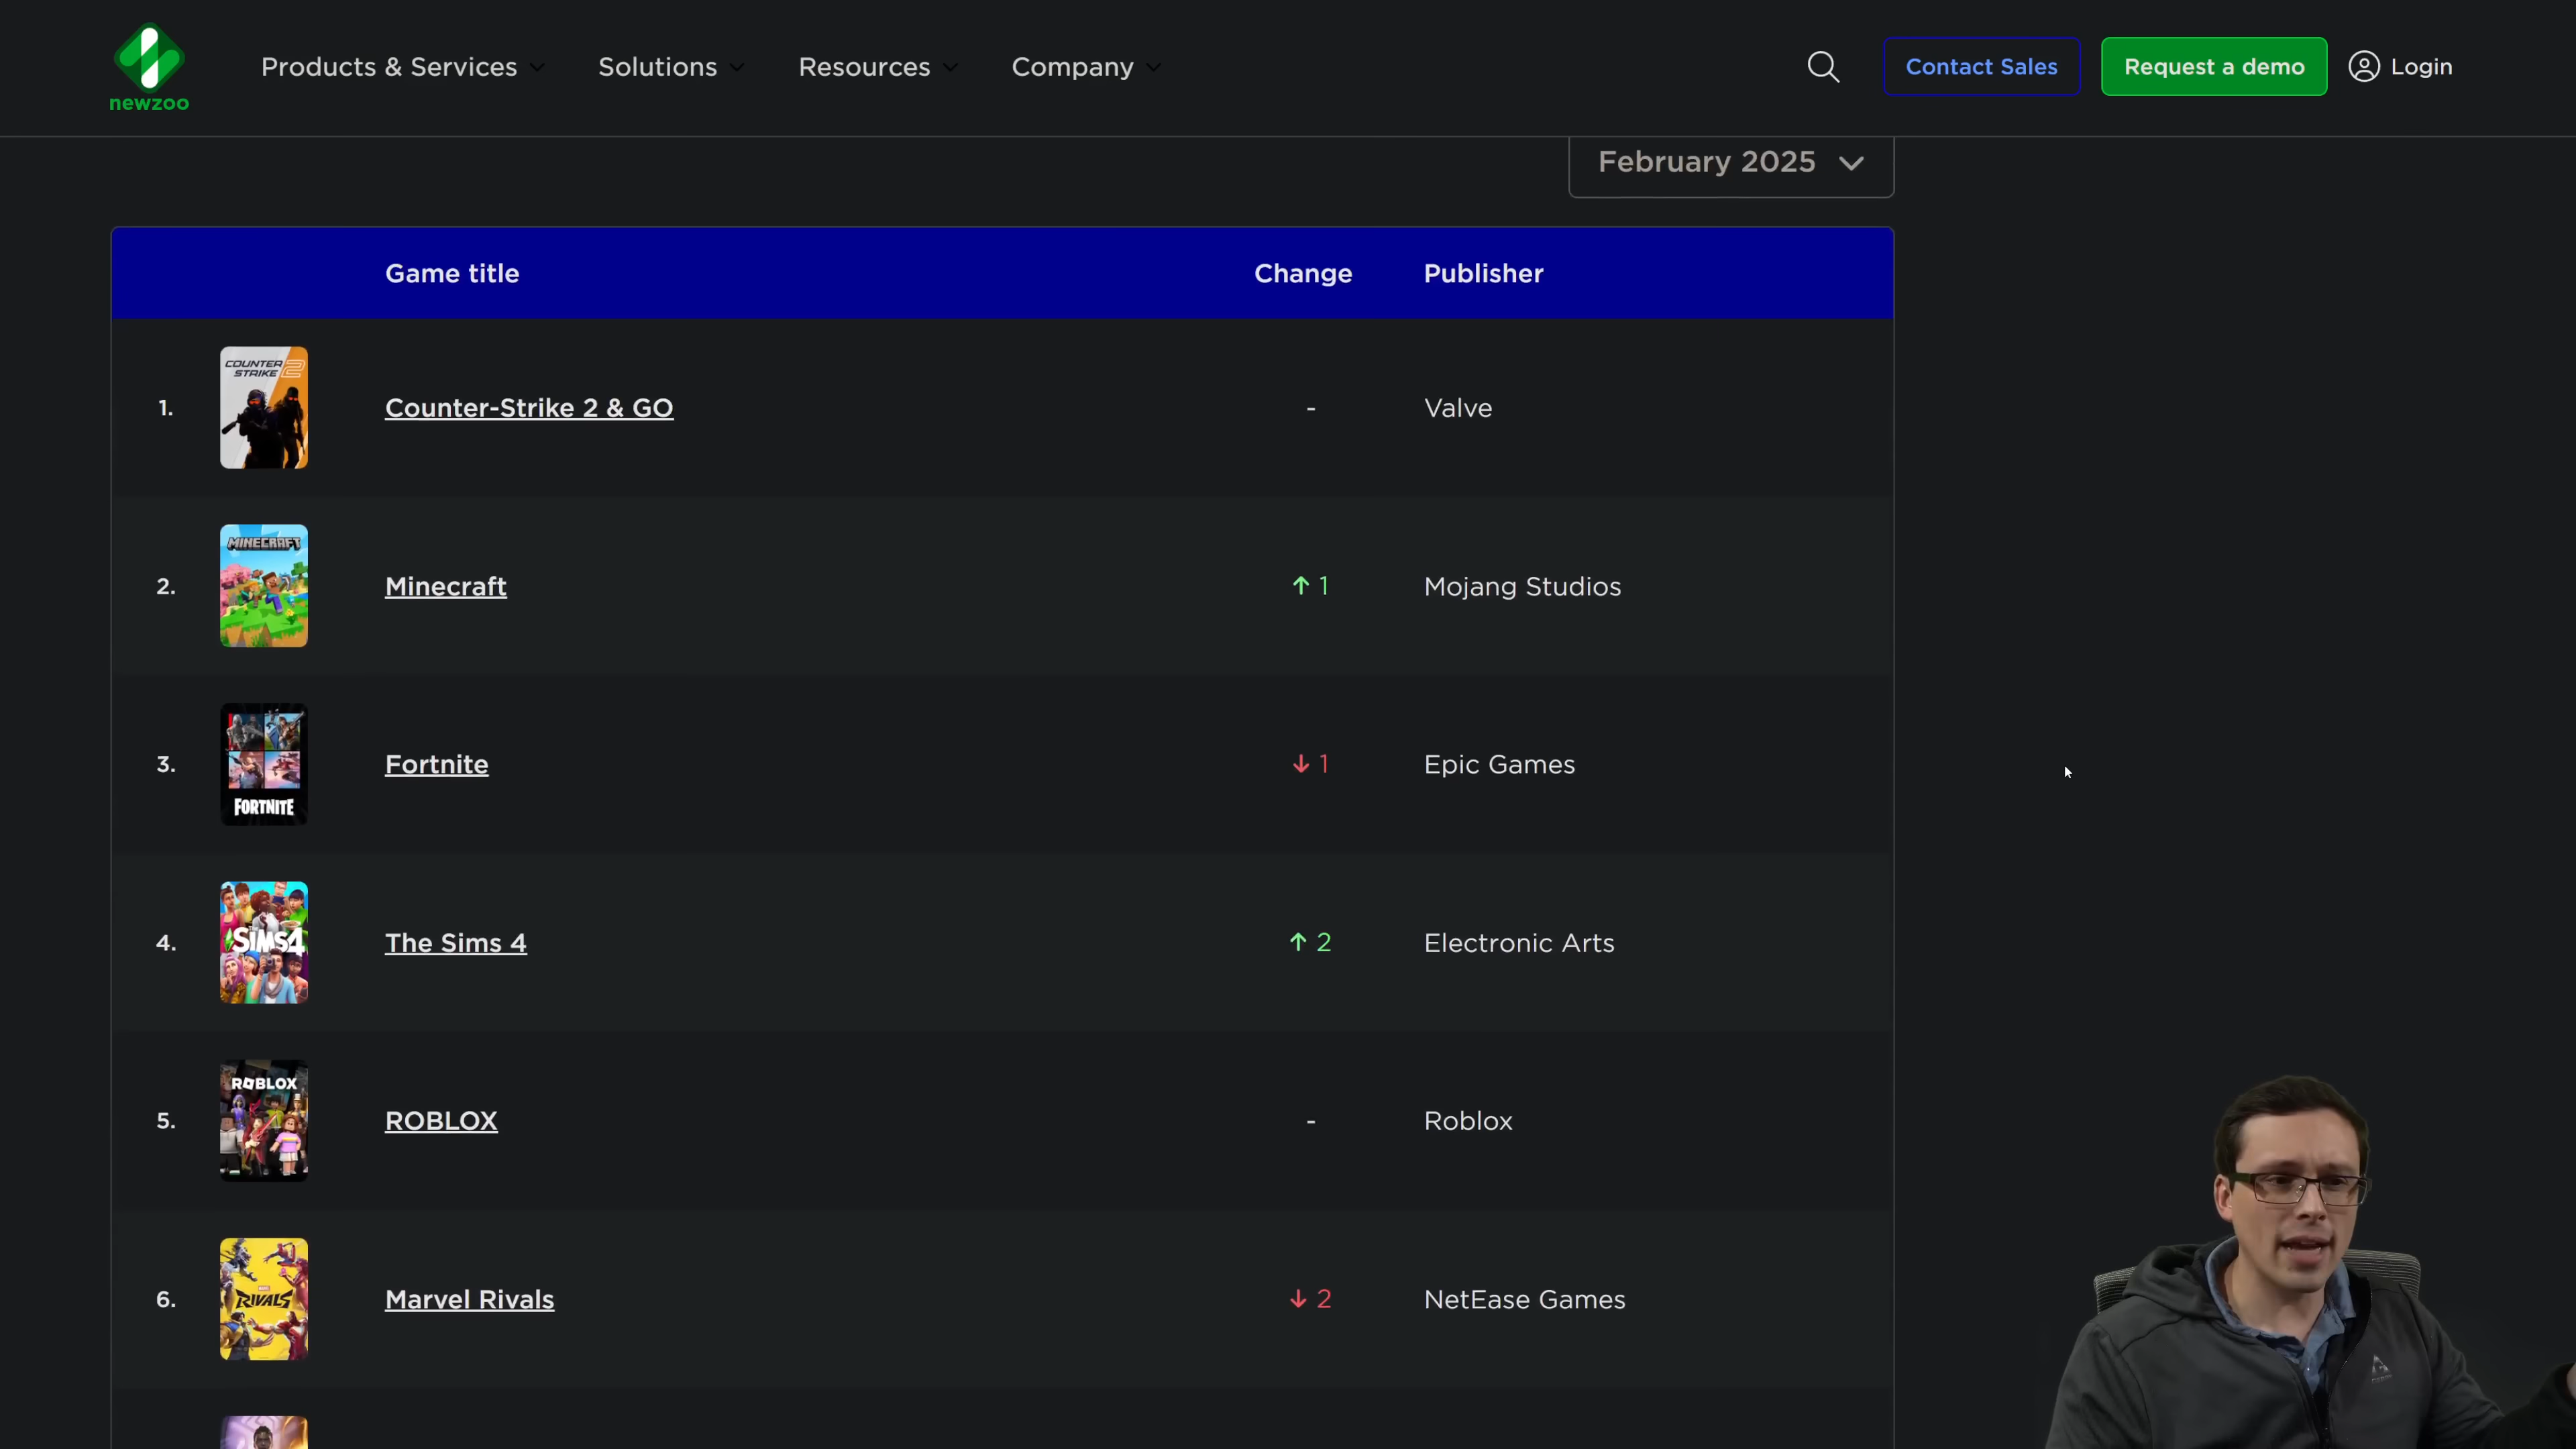 newzoo
Products & Services
Solutions
Resources
Company
Contact Sales
Request a demo
Login
February 2025
Game title Change Publisher
COUNTER
STRIKE 2
1. Counter-Strike 2 & GO - Valve
MINECRAFT
2. Minecraft ↑ 1 Mojang Studios
3. Fortnite ↓ 1 Epic Games
FORTNITE
4. The Sims 4 ↑ 2 Electronic Arts
SIMS4
ROBLOX
5. ROBLOX - Roblox
RIVALS
6. Marvel Rivals ↓ 2 NetEase Games